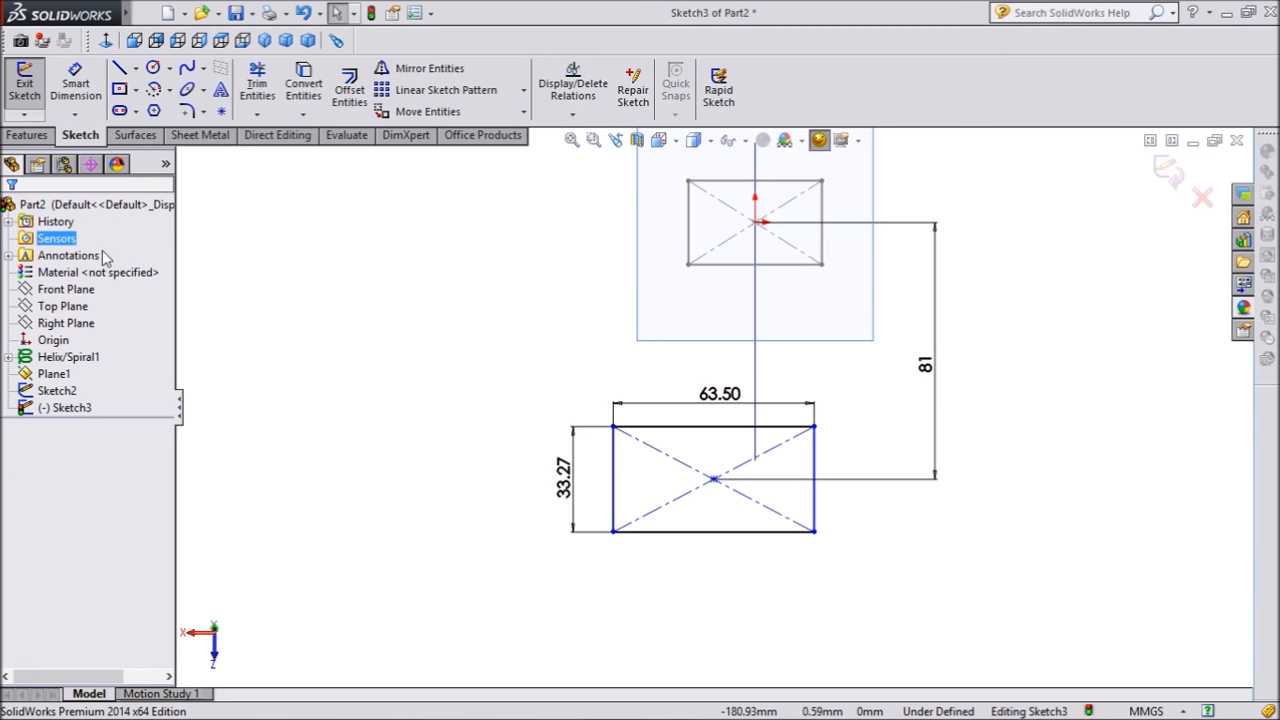 SOLIDWORKS
Sketch3 of Part2 *
Search SolidWorks Help
Exit Sketch
Smart Dimension
Trim Entities
Convert Entities
Offset Entities
Mirror Entities
Linear Sketch Pattern
Move Entities
Display/Delete Relations
Repair Sketch
Quick Snaps
Rapid Sketch
Features
Sketch
Surfaces
Sheet Metal
Direct Editing
Evaluate
DimXpert
Office Products
Part2 (Default<<Default>_Disp
History
Sensors
Annotations
Material <not specified>
Front Plane
Top Plane
Right Plane
Origin
Helix/Spiral1
Plane1
Sketch2
(-) Sketch3
81
63.50
33.27
X
Z
Model
Motion Study 1
SolidWorks Premium 2014 x64 Edition
-180.93mm
0.59mm
0mm
Under Defined
Editing Sketch3
MMGS